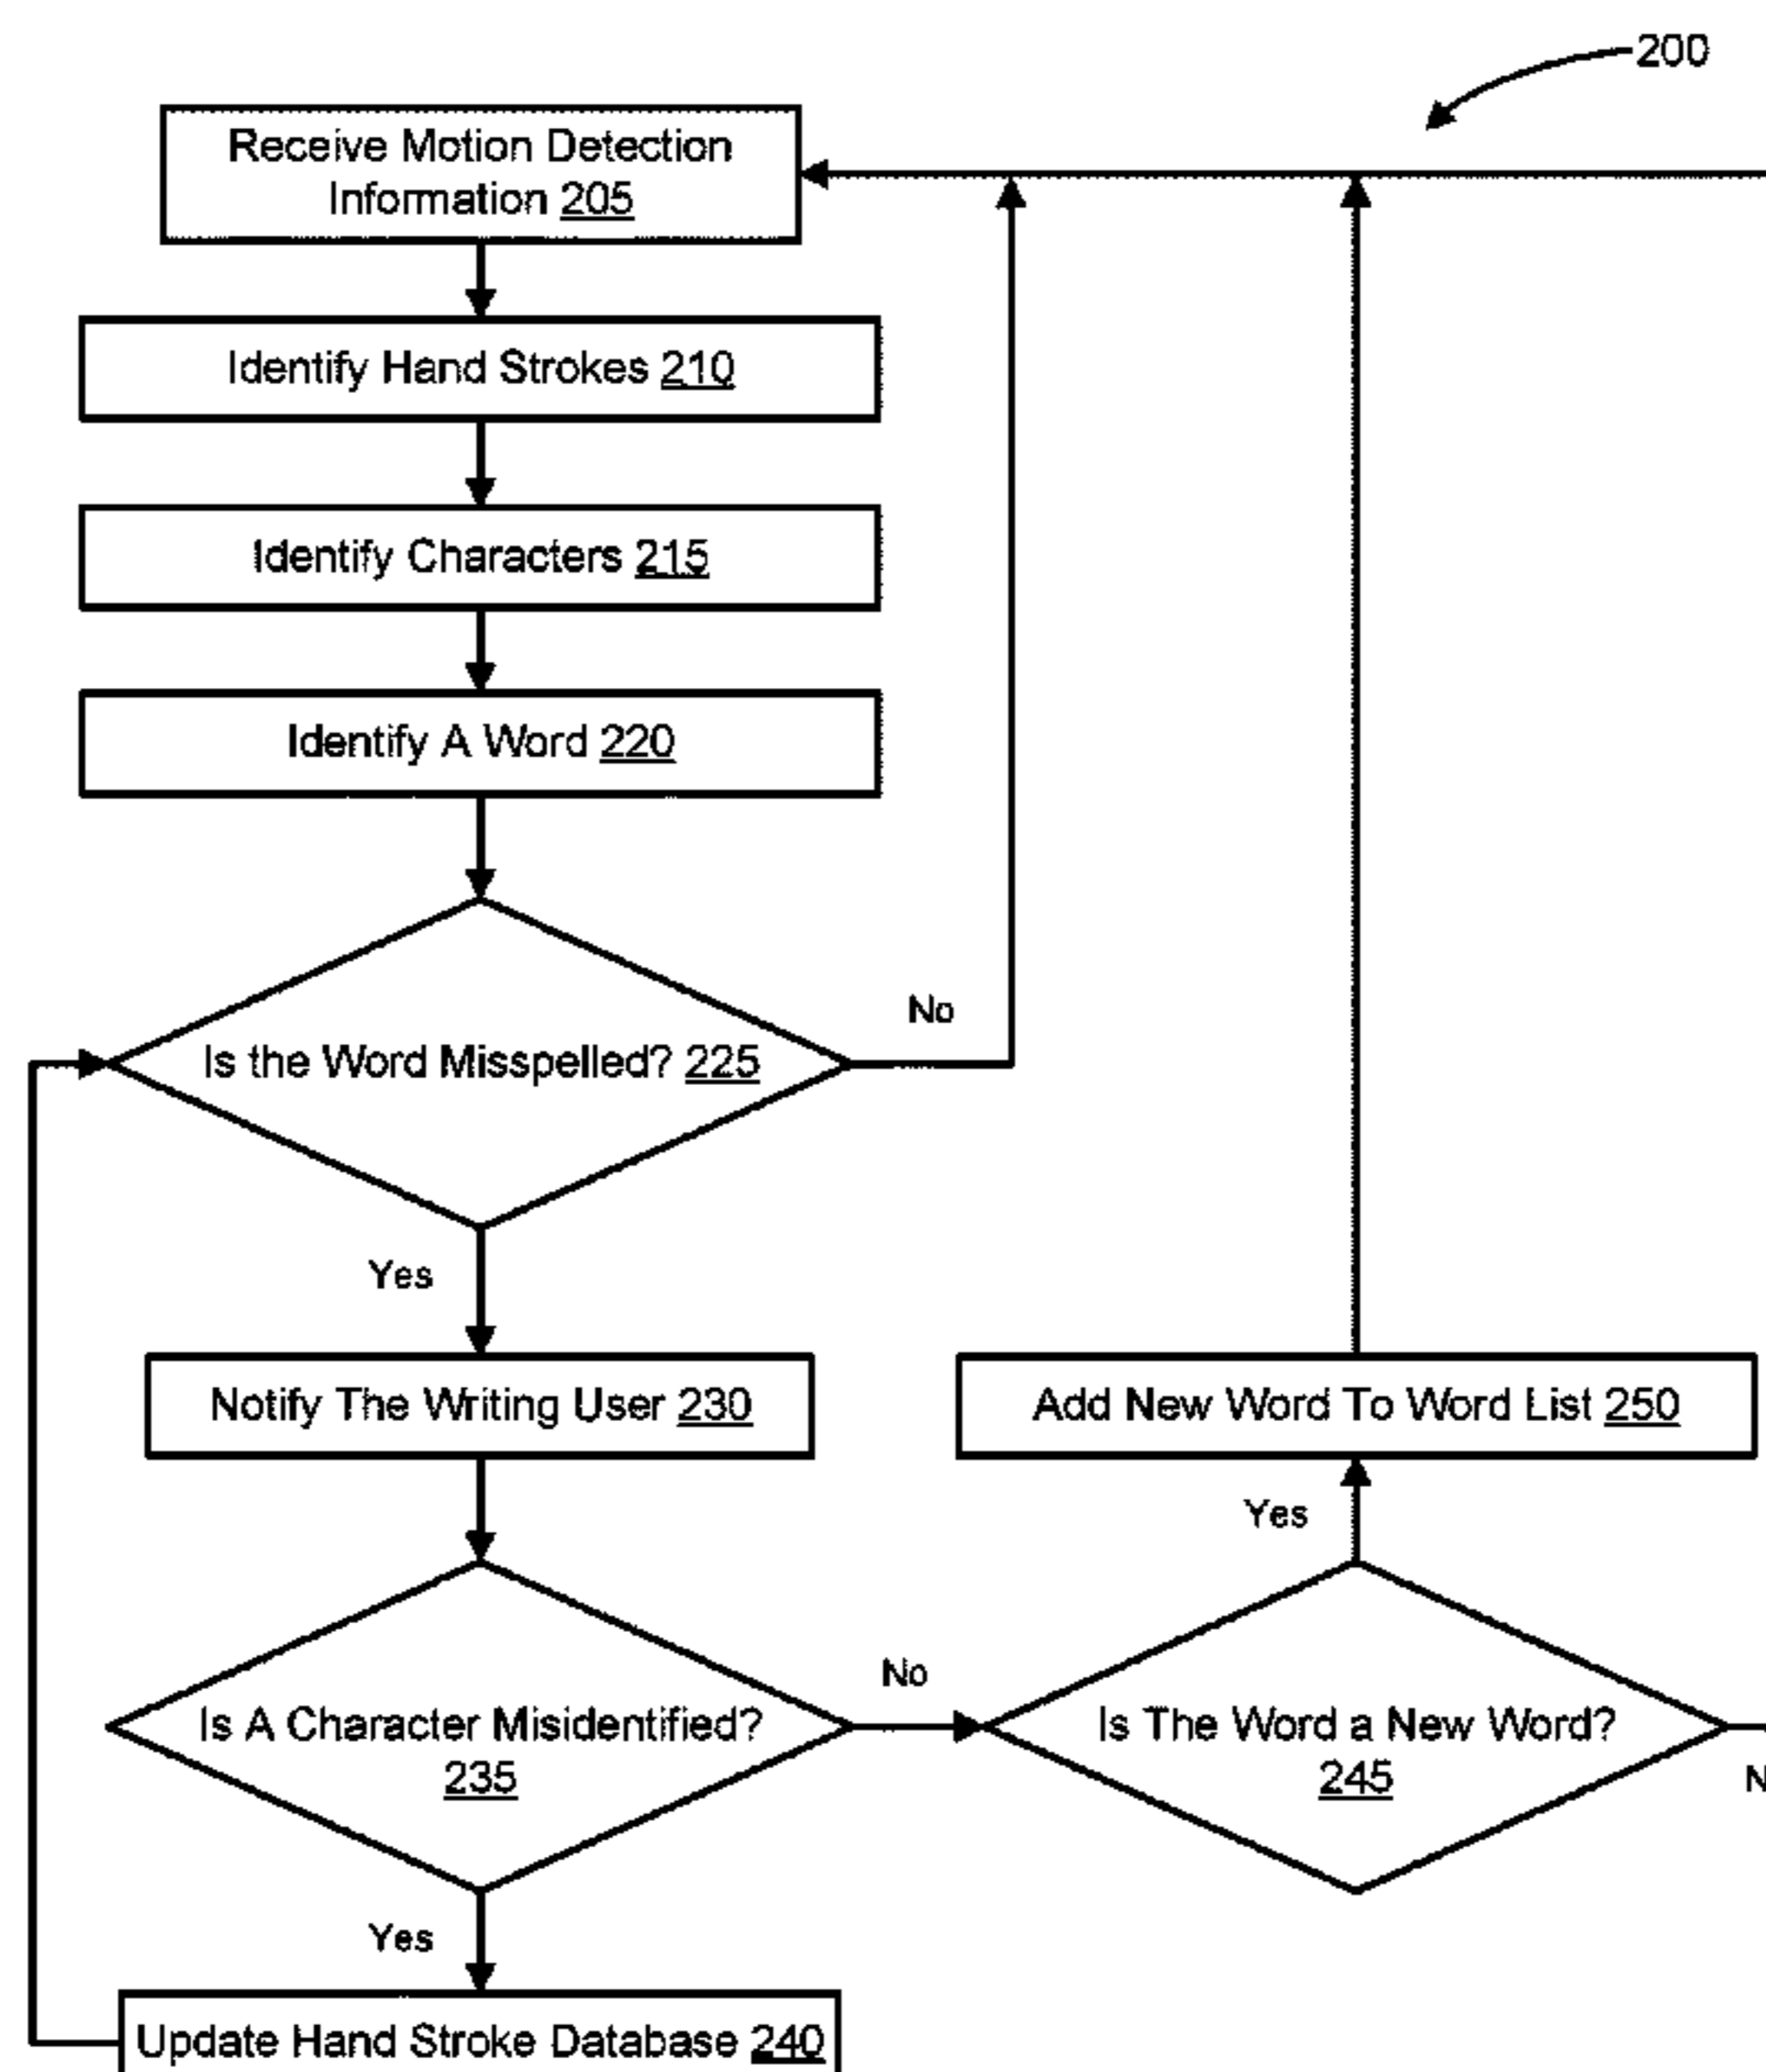 200
Receive Motion Detection
Information 205
Identify Hand Strokes 210
Identify Characters 215
Identify A Word 220
No
Is the Word Misspelled? 225
Yes
Notify The Writing User 230
Add New Word To Word List 250
Yes
No
Is A Character Misidentified?
235
Is The Word a New Word?
245
Yes
Update Hand Stroke Database 240